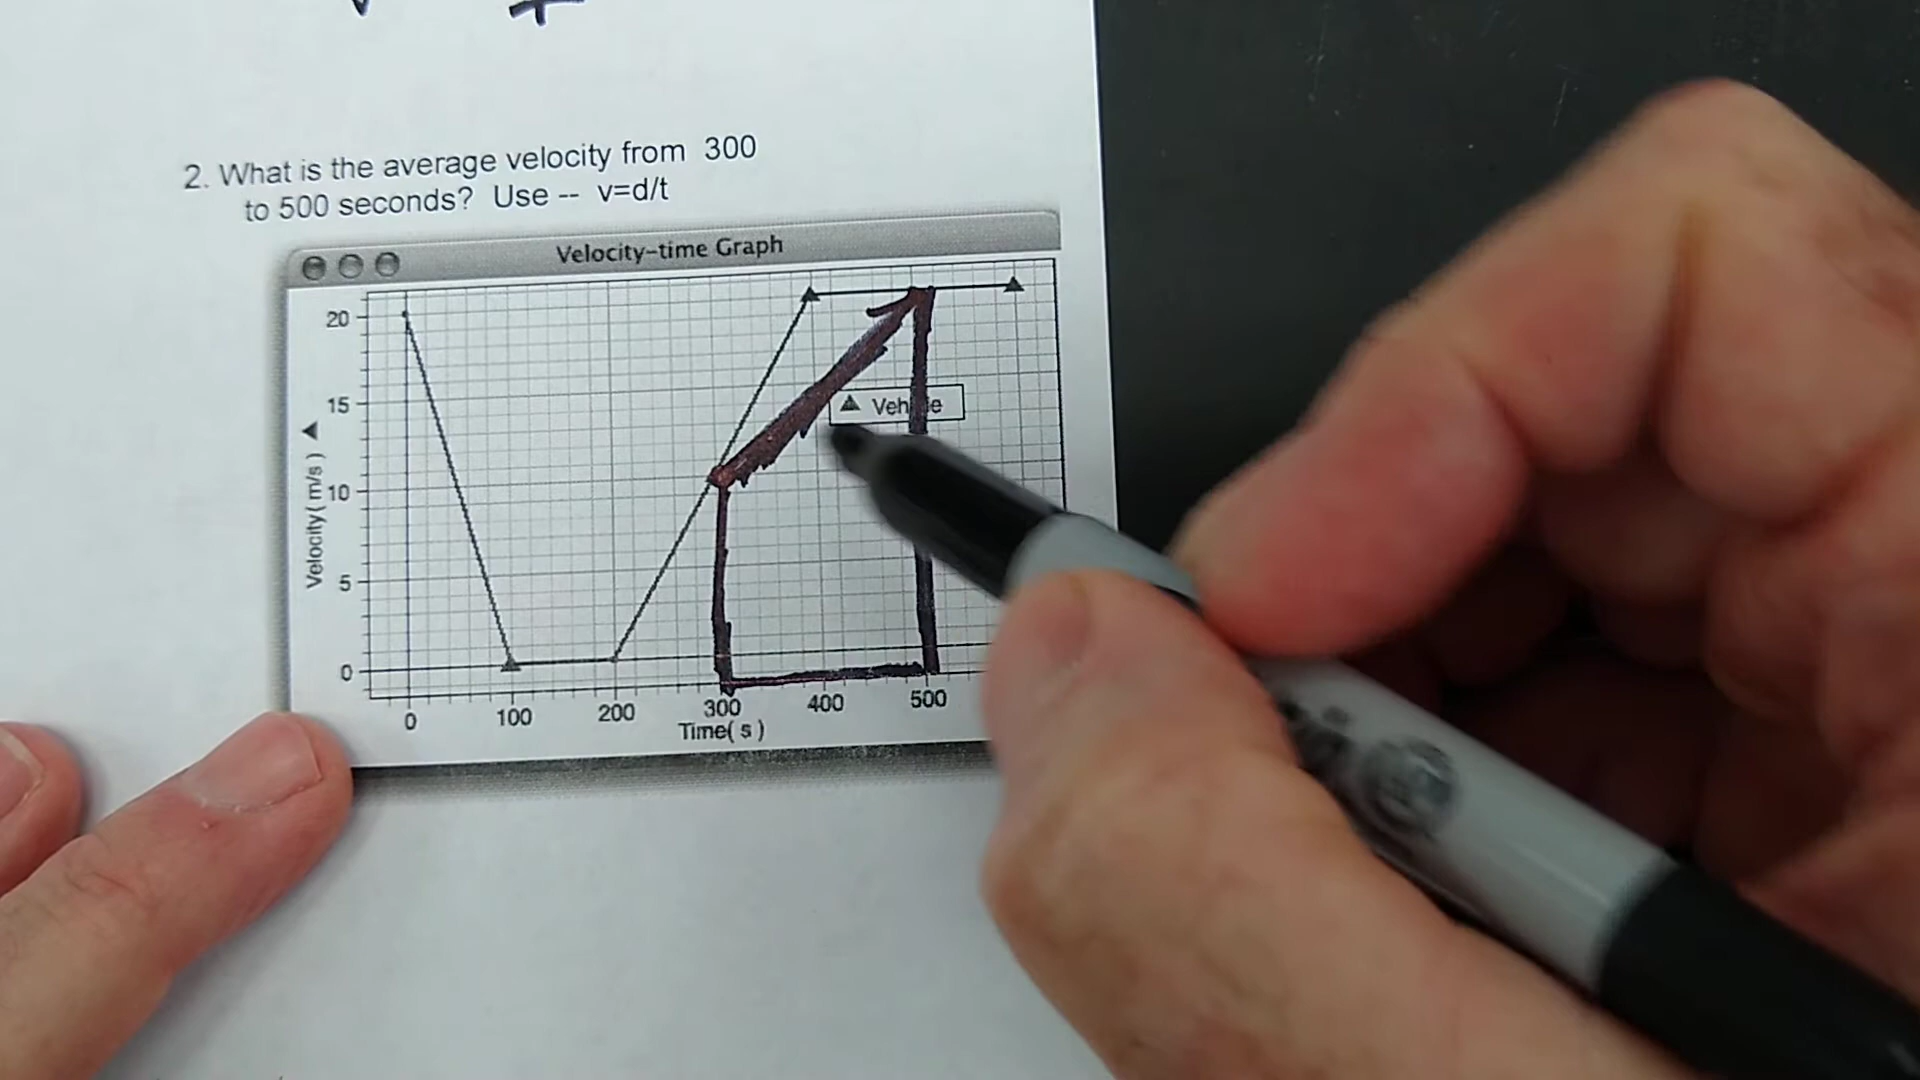 2. What is the average velocity from 300
to 500 seconds? Use -- v=d/t
Velocity-time Graph
20
15
10
5
0
Velocity( m/s )
0 100 200 300 400 500
Time( s )